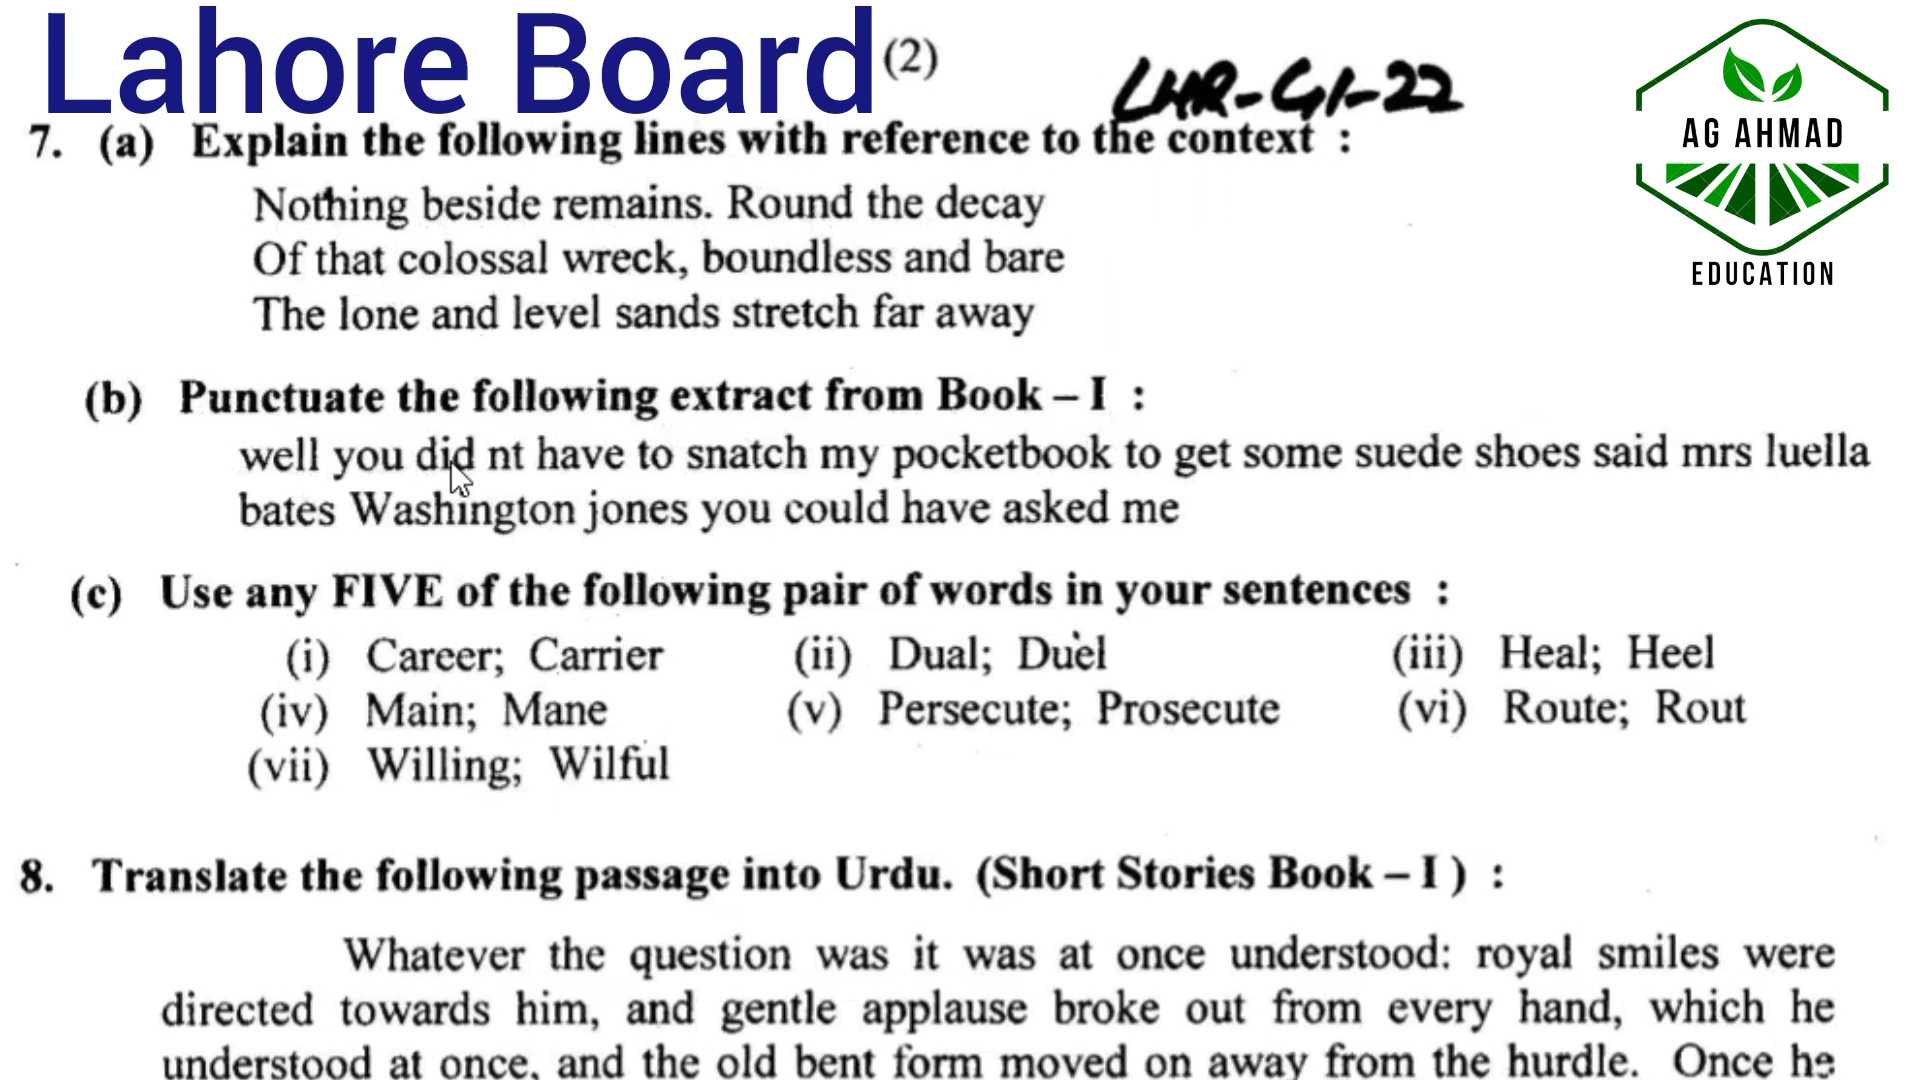 Lahore Board (2)
LHR-G1-22
AG AHMAD
EDUCATION
7. (a) Explain the following lines with reference to the context :
Nothing beside remains. Round the decay
Of that colossal wreck, boundless and bare
The lone and level sands stretch far away
(b) Punctuate the following extract from Book – I :
well you did nt have to snatch my pocketbook to get some suede shoes said mrs luella
bates Washington jones you could have asked me
(c) Use any FIVE of the following pair of words in your sentences :
(i) Career; Carrier (ii) Dual; Duel (iii) Heal; Heel
(iv) Main; Mane (v) Persecute; Prosecute (vi) Route; Rout
(vii) Willing; Wilful
8. Translate the following passage into Urdu. (Short Stories Book – I ) :
Whatever the question was it was at once understood: royal smiles were
directed towards him, and gentle applause broke out from every hand, which he
understood at once, and the old bent form moved on away from the hurdle. Once he